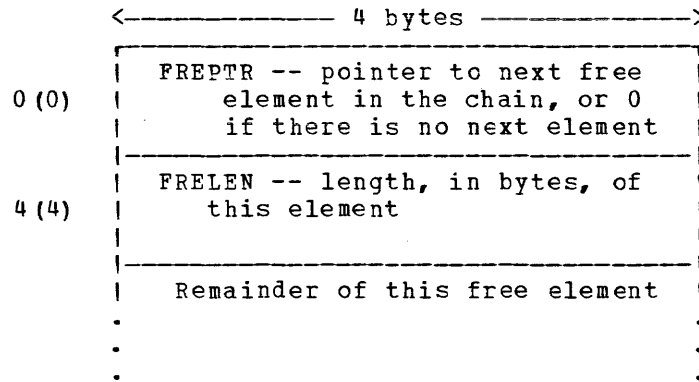 <----------- 4 bytes ----------->
FREPTR -- pointer to next free
0 (0) element in the chain, or 0
if there is no next element
FRELEN -- length, in bytes, of
4 (4) this element
Remainder of this free element
.
.
.